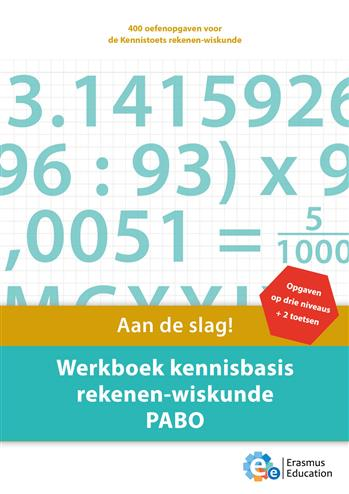 400 oefenopgaven voor
de Kennistoets rekenen-wiskunde
3.1415926
96 : 93) x 9
,0051 = 5/1000
MCXXII
Opgaven
op drie niveaus
+ 2 toetsen
Aan de slag!
Werkboek kennisbasis
rekenen-wiskunde
PABO
Erasmus
Education